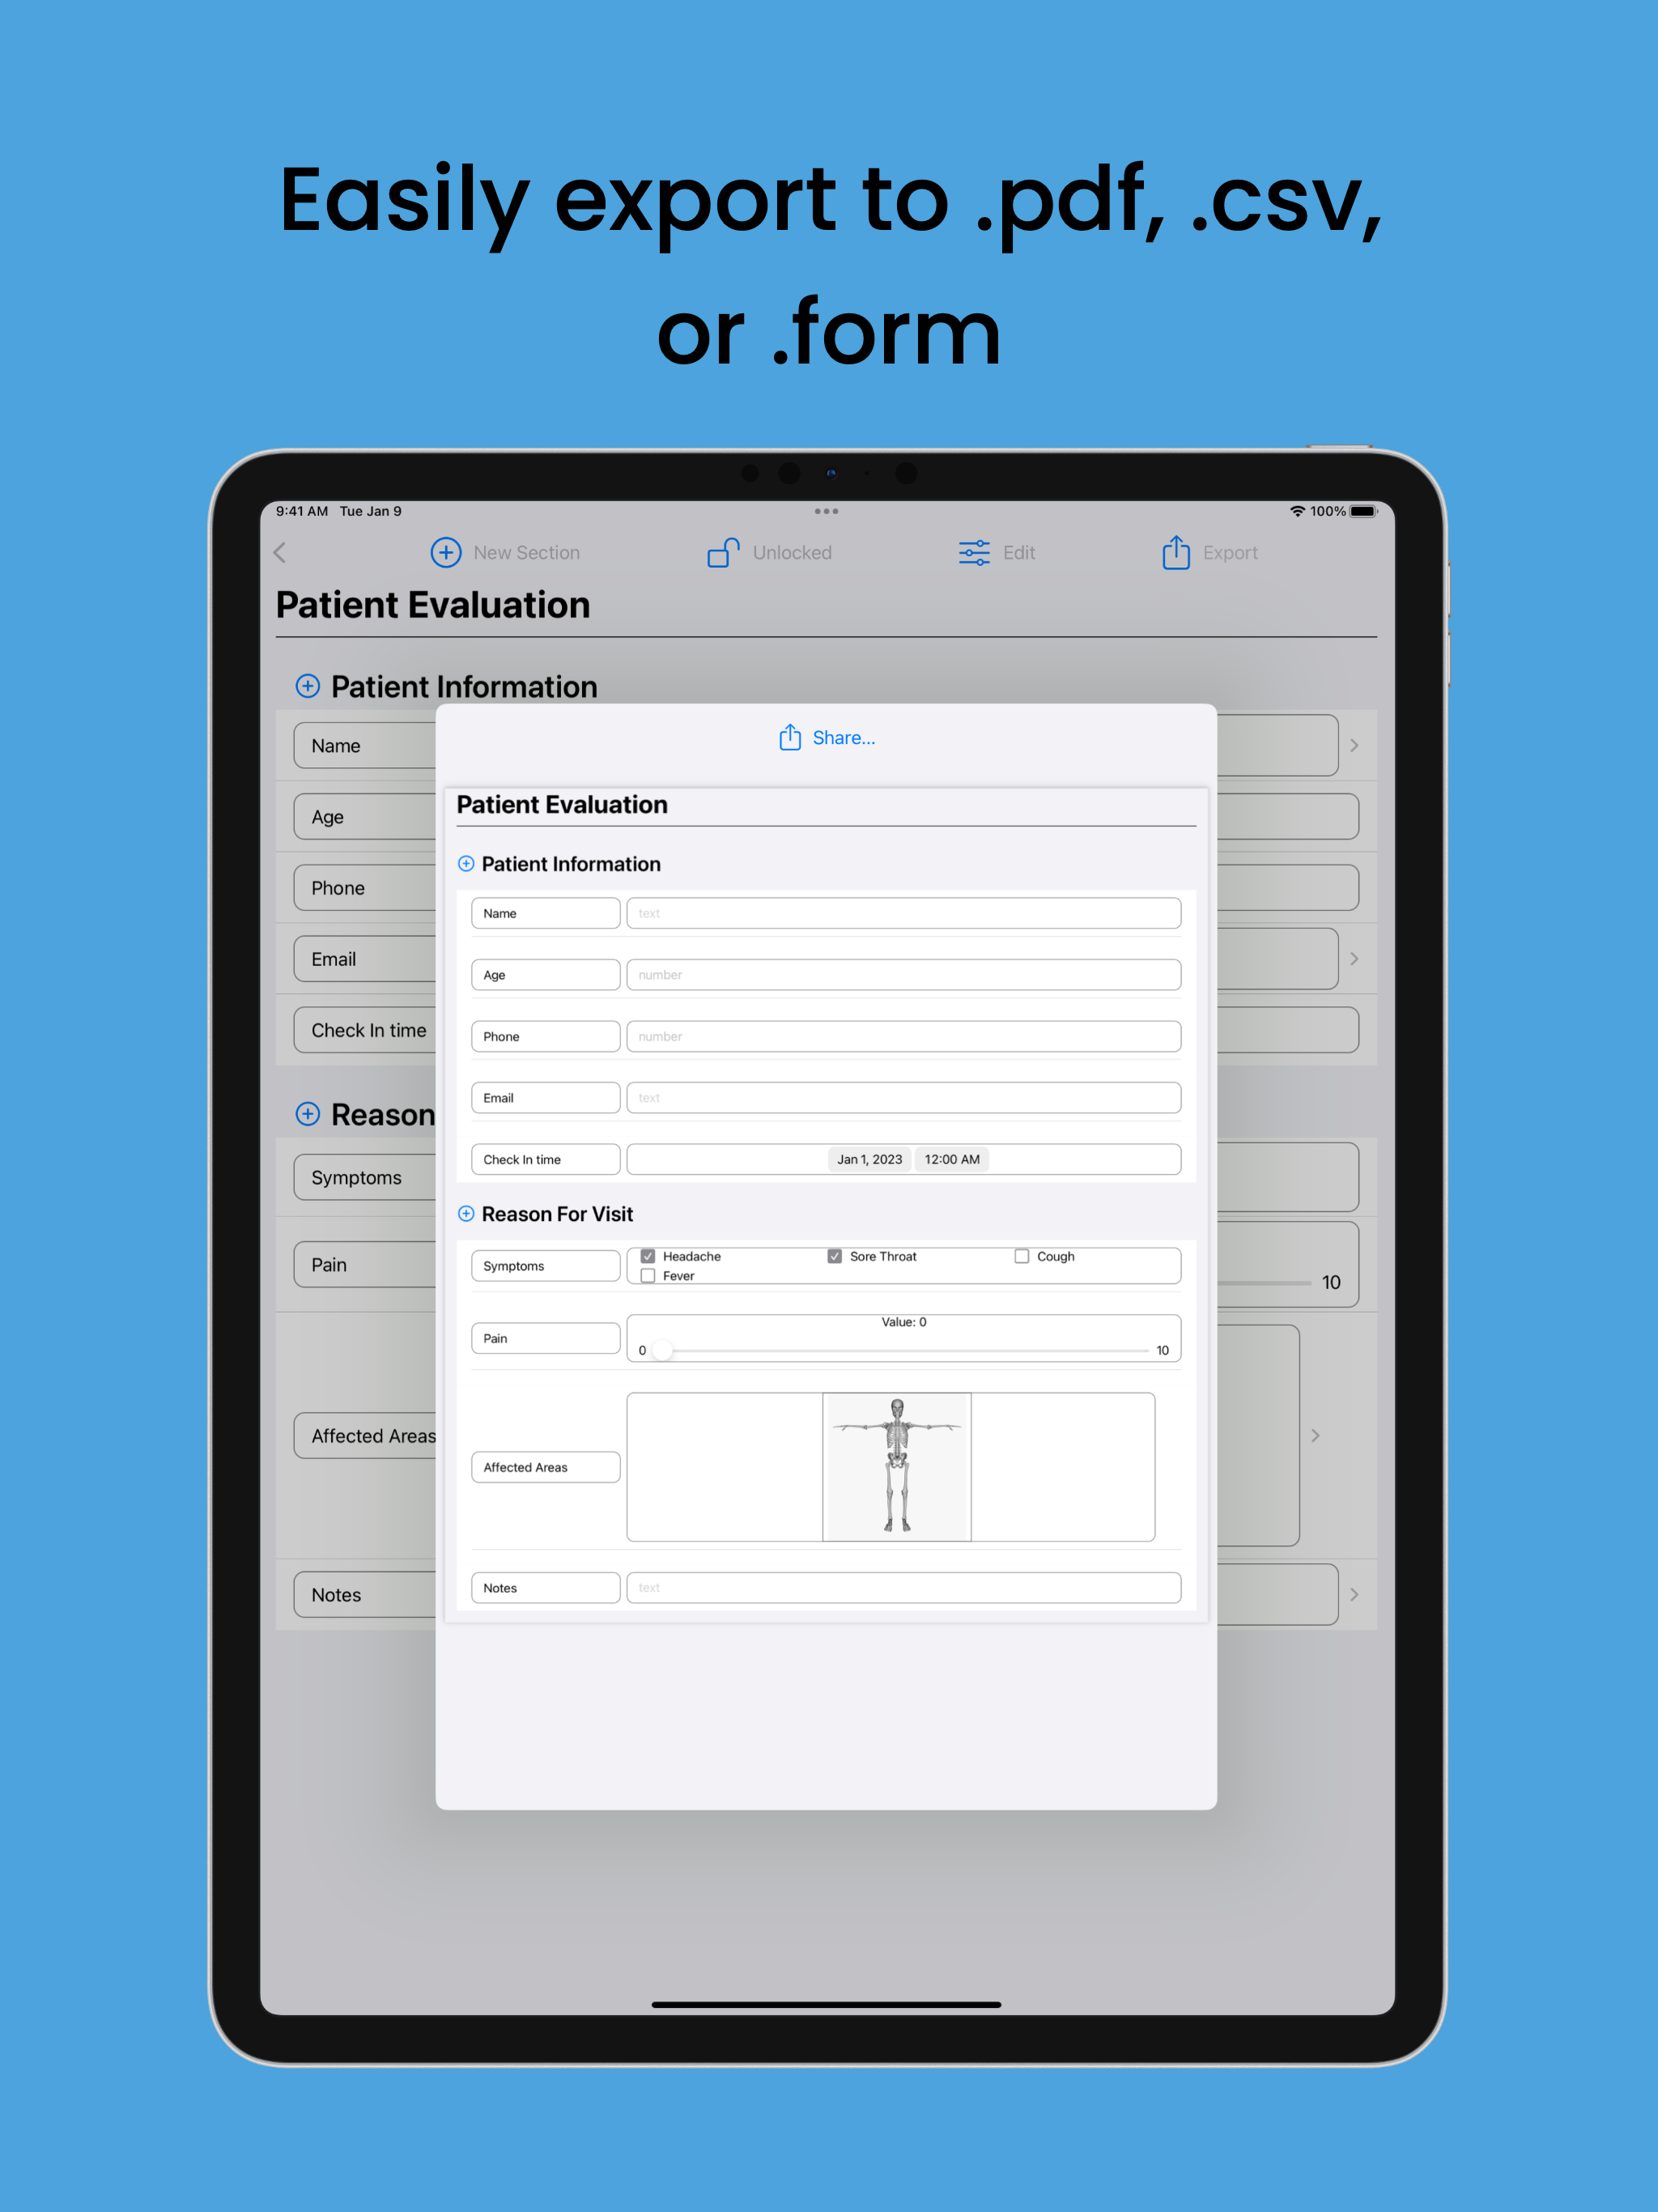 Easily export to .pdf, .csv,
or .form
9:41 AM Tue Jan 9
100%
New Section
Unlocked
Edit
Export
Patient Evaluation
Patient Information
Name
Age
Phone
Email
Check In time
Reason
Symptoms
Pain
10
Affected Areas
Notes
Share...
Patient Evaluation
Patient Information
Name text
Age number
Phone number
Email text
Check In time Jan 1, 2023 12:00 AM
Reason For Visit
Symptoms Headache Sore Throat Cough
Fever
Pain Value: 0
0 10
Affected Areas
Notes text